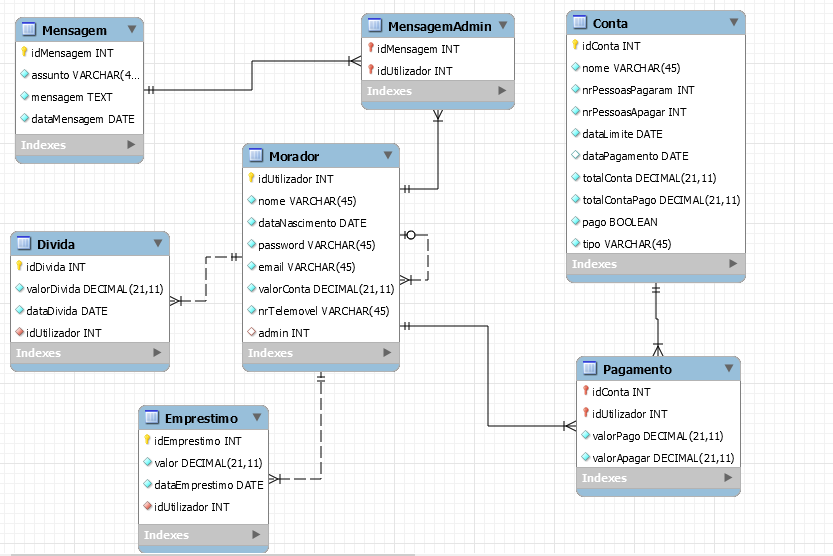 Mensagem
idMensagem INT
assunto VARCHAR(4...
mensagem TEXT
dataMensagem DATE
Indexes
MensagemAdmin
idMensagem INT
idUtilizador INT
Indexes
Conta
idConta INT
nome VARCHAR(45)
nrPessoasPagaram INT
nrPessoasApagar INT
dataLimite DATE
dataPagamento DATE
totalConta DECIMAL(21,11)
totalContaPago DECIMAL(21,11)
pago BOOLEAN
tipo VARCHAR(45)
Indexes
Morador
idUtilizador INT
nome VARCHAR(45)
dataNascimento DATE
password VARCHAR(45)
email VARCHAR(45)
valorConta DECIMAL(21,11)
nrTelemovel VARCHAR(45)
admin INT
Indexes
Divida
idDivida INT
valorDivida DECIMAL(21,11)
dataDivida DATE
idUtilizador INT
Indexes
Pagamento
idConta INT
idUtilizador INT
valorPago DECIMAL(21,11)
valorApagar DECIMAL(21,11)
Indexes
Emprestimo
idEmprestimo INT
valor DECIMAL(21,11)
dataEmprestimo DATE
idUtilizador INT
Indexes